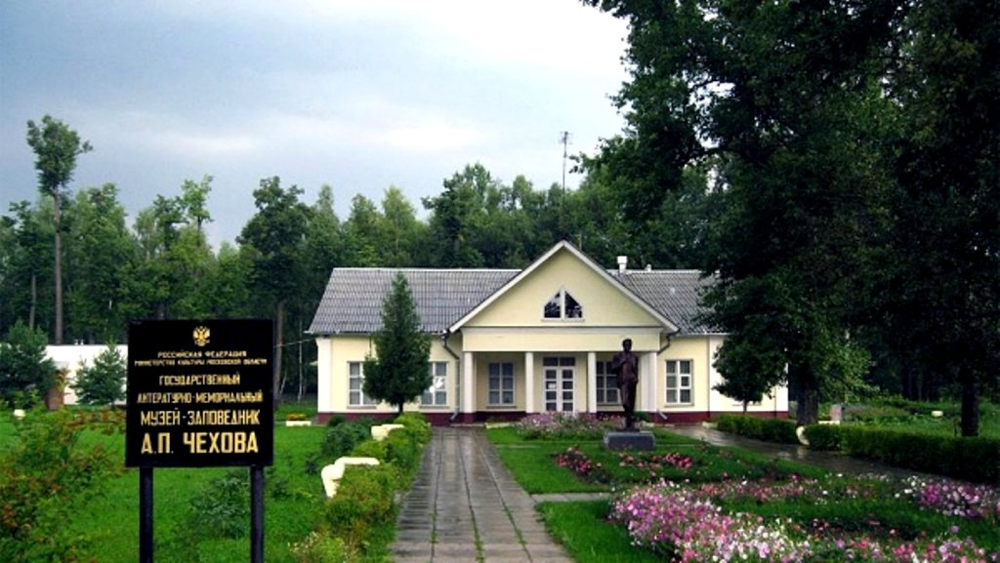 РОССИЙСКАЯ ФЕДЕРАЦИЯ
МИНИСТЕРСТВО КУЛЬТУРЫ МОСКОВСКОЙ ОБЛАСТИ
ГОСУДАРСТВЕННЫЙ
ЛИТЕРАТУРНО-МЕМОРИАЛЬНЫЙ
МУЗЕЙ-ЗАПОВЕДНИК
А.П. ЧЕХОВА